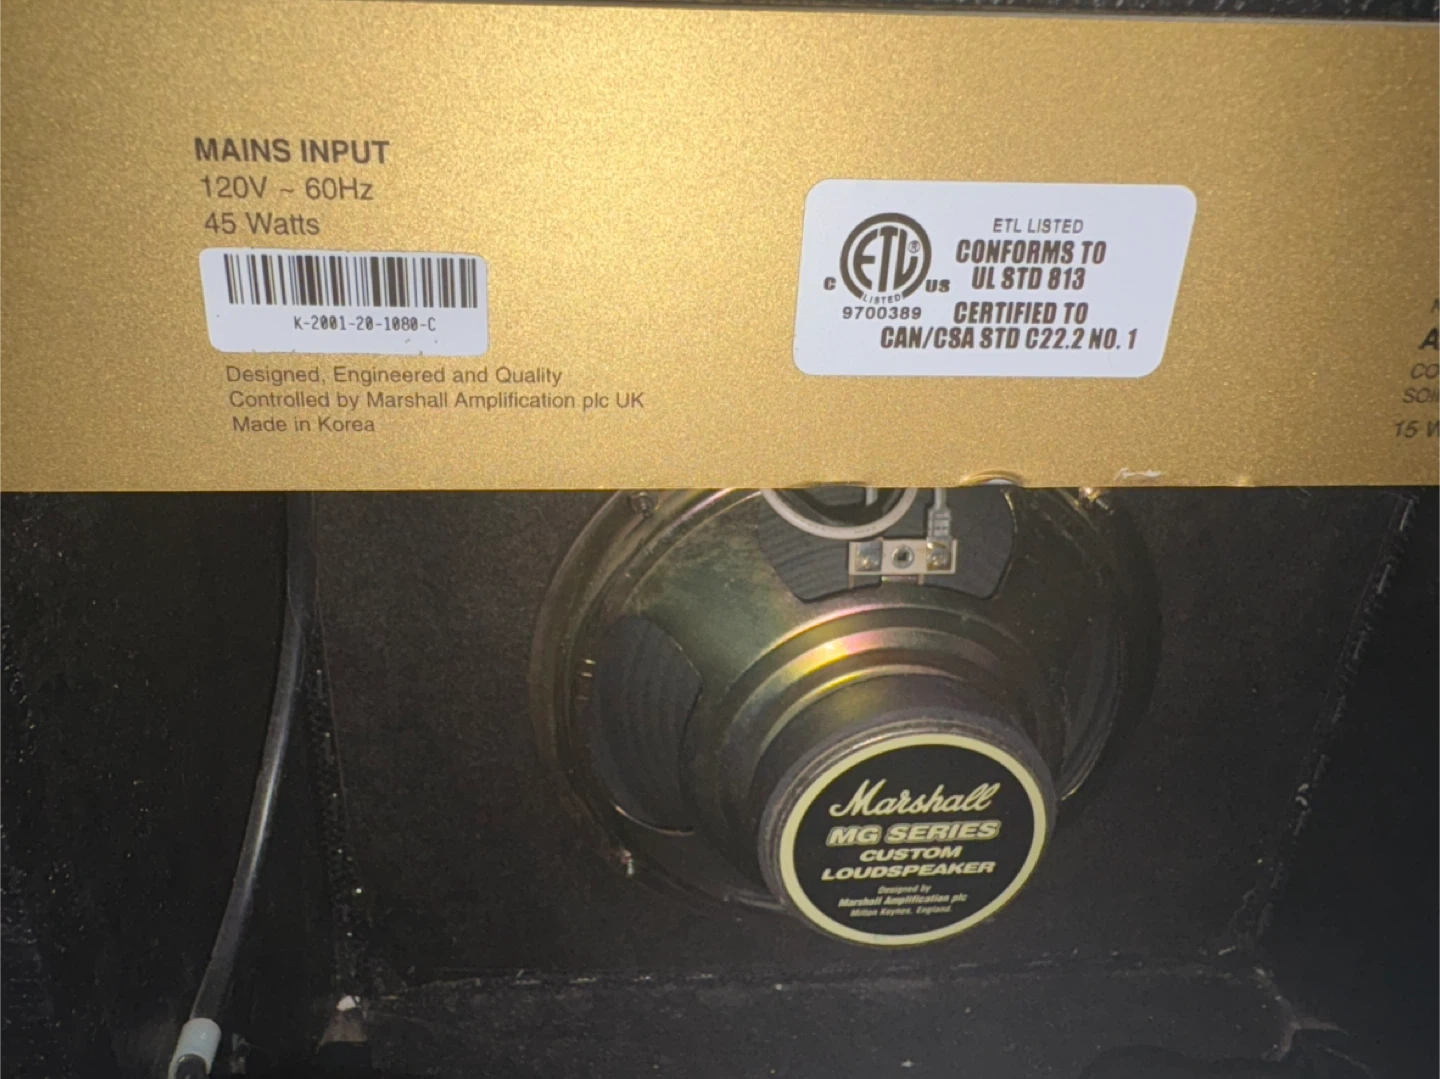 MAINS INPUT
120V ~ 60Hz
45 Watts
K-2001-20-1080-C
Designed, Engineered and Quality
Controlled by Marshall Amplification plc UK
Made in Korea
ETL®
LISTED
C US
9700389
ETL LISTED
CONFORMS TO
UL STD 813
CERTIFIED TO
CAN/CSA STD C22.2 NO. 1
15
Marshall
MG SERIES
CUSTOM
LOUDSPEAKER
Designed by
Marshall Amplification plc
Milton Keynes, England.